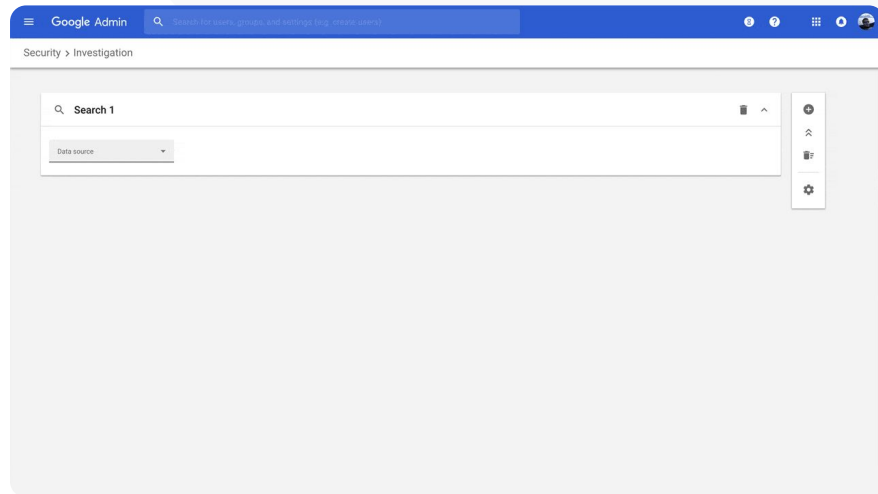 Google Admin
Search for users, groups, and settings (e.g. create users)
Security > Investigation
Search 1
Data source